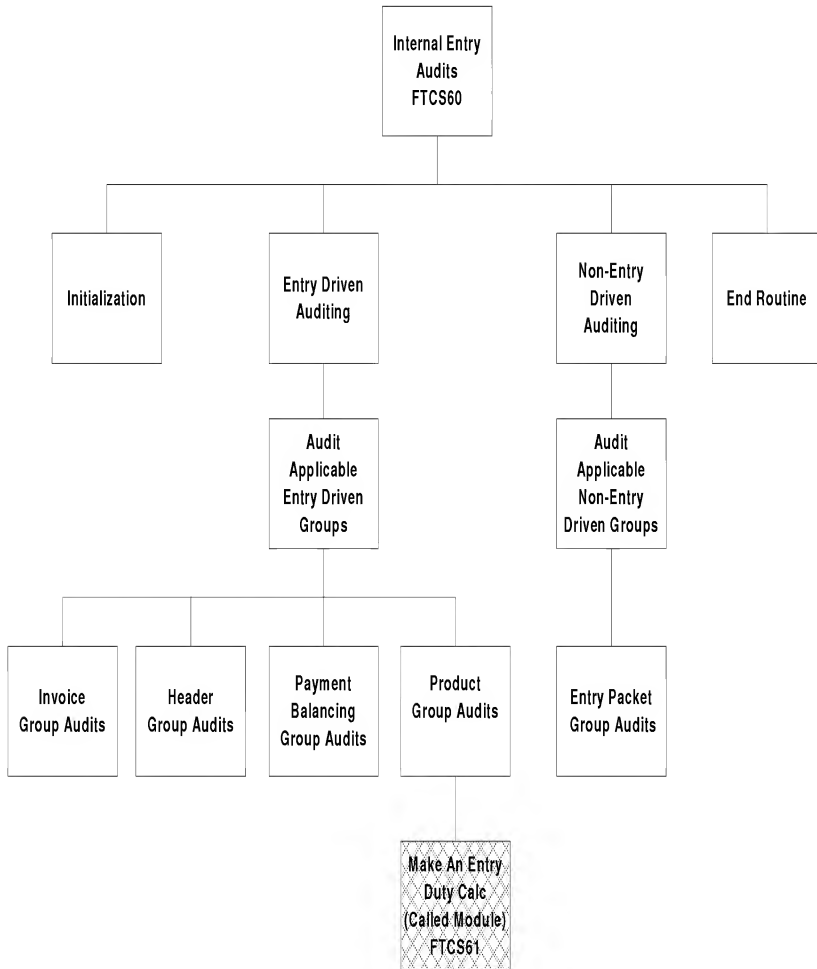 Internal Entry
Audits
FTCS60
Initialization
Entry Driven
Auditing
Non-Entry
Driven
Auditing
End Routine
Audit
Applicable
Entry Driven
Groups
Audit
Applicable
Non-Entry
Driven Groups
Invoice
Group Audits
Header
Group Audits
Payment
Balancing
Group Audits
Product
Group Audits
Entry Packet
Group Audits
Make An Entry
Duty Calc
(Called Module)
FTCS61